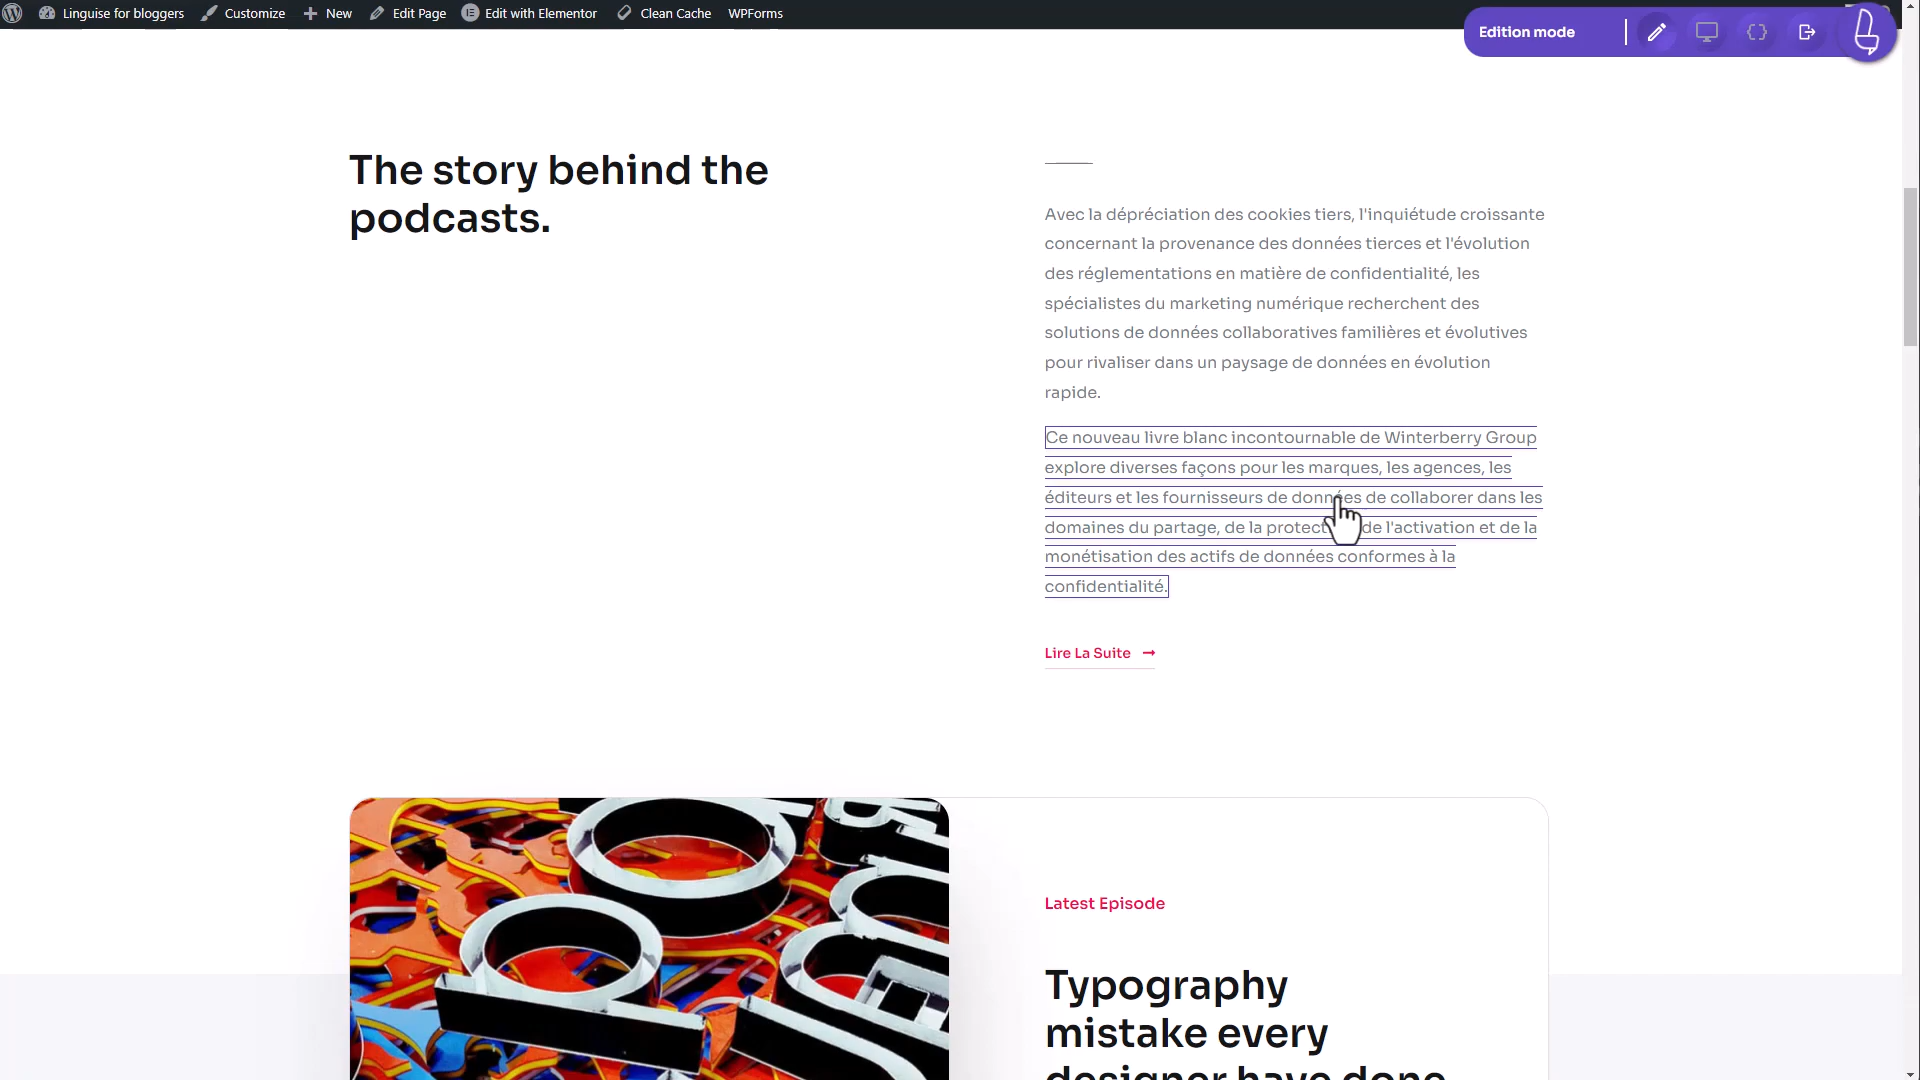 Linguise for bloggers Customize New Edit Page Edit with Elementor Clean Cache WPForms
Edition mode
The story behind the
podcasts.
Avec la dépréciation des cookies tiers, l'inquiétude croissante
concernant la provenance des données tierces et l'évolution
des réglementations en matière de confidentialité, les
spécialistes du marketing numérique recherchent des
solutions de données collaboratives familières et évolutives
pour rivaliser dans un paysage de données en évolution
rapide.
Ce nouveau livre blanc incontournable de Winterberry Group
explore diverses façons pour les marques, les agences, les
éditeurs et les fournisseurs de données de collaborer dans les
domaines du partage, de la de l'activation et de la
monétisation des actifs de données conformes à la
confidentialité.
Lire La Suite
Latest Episode
Typography
mistake every
designer have done